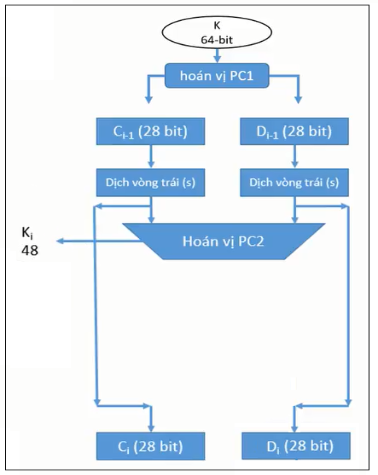 K
64-bit
hoán vị PC1
Cᵢ₋₁ (28 bit)
Dᵢ₋₁ (28 bit)
Dịch vòng trái (s)
Dịch vòng trái (s)
Hoán vị PC2
Kᵢ
48
Cᵢ (28 bit)
Dᵢ (28 bit)